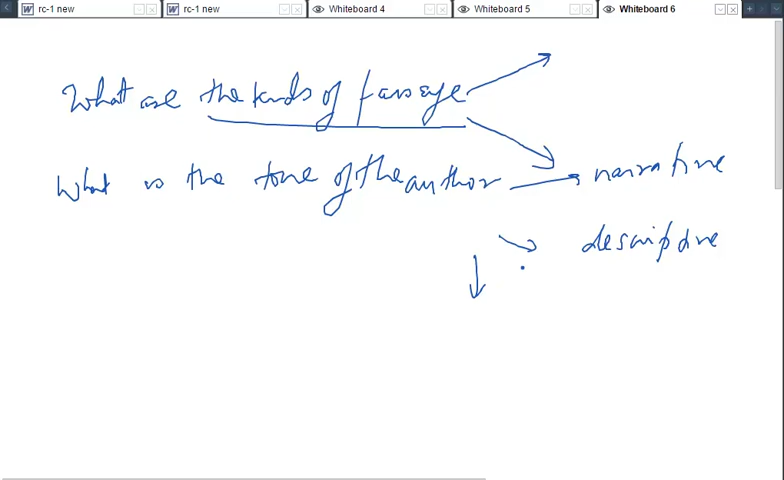 rc-1 new rc-1 new Whiteboard 4 Whiteboard 5 Whiteboard 6
What are the kinds of passage
What is the tone of the author narrative
descriptive